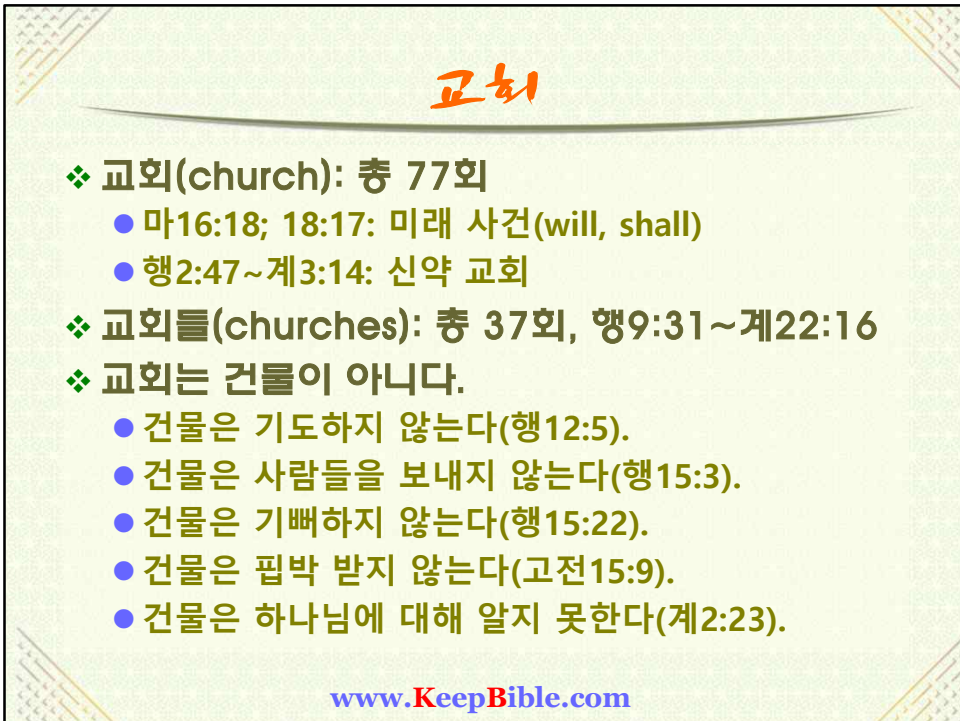 교회
❖ 교회(church): 총 77회
● 마16:18; 18:17: 미래 사건(will, shall)
● 행2:47~계3:14: 신약 교회
❖ 교회들(churches): 총 37회, 행9:31~계22:16
❖ 교회는 건물이 아니다.
● 건물은 기도하지 않는다(행12:5).
● 건물은 사람들을 보내지 않는다(행15:3).
● 건물은 기뻐하지 않는다(행15:22).
● 건물은 핍박 받지 않는다(고전15:9).
● 건물은 하나님에 대해 알지 못한다(계2:23).
www.KeepBible.com